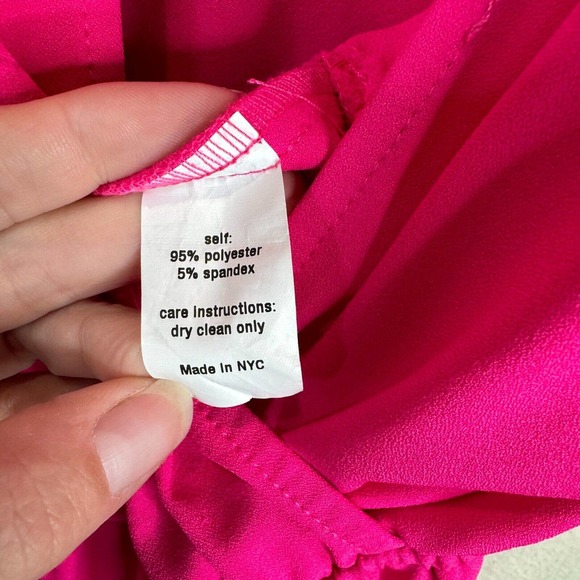 self:
95% polyester
5% spandex
care instructions:
dry clean only
Made in NYC